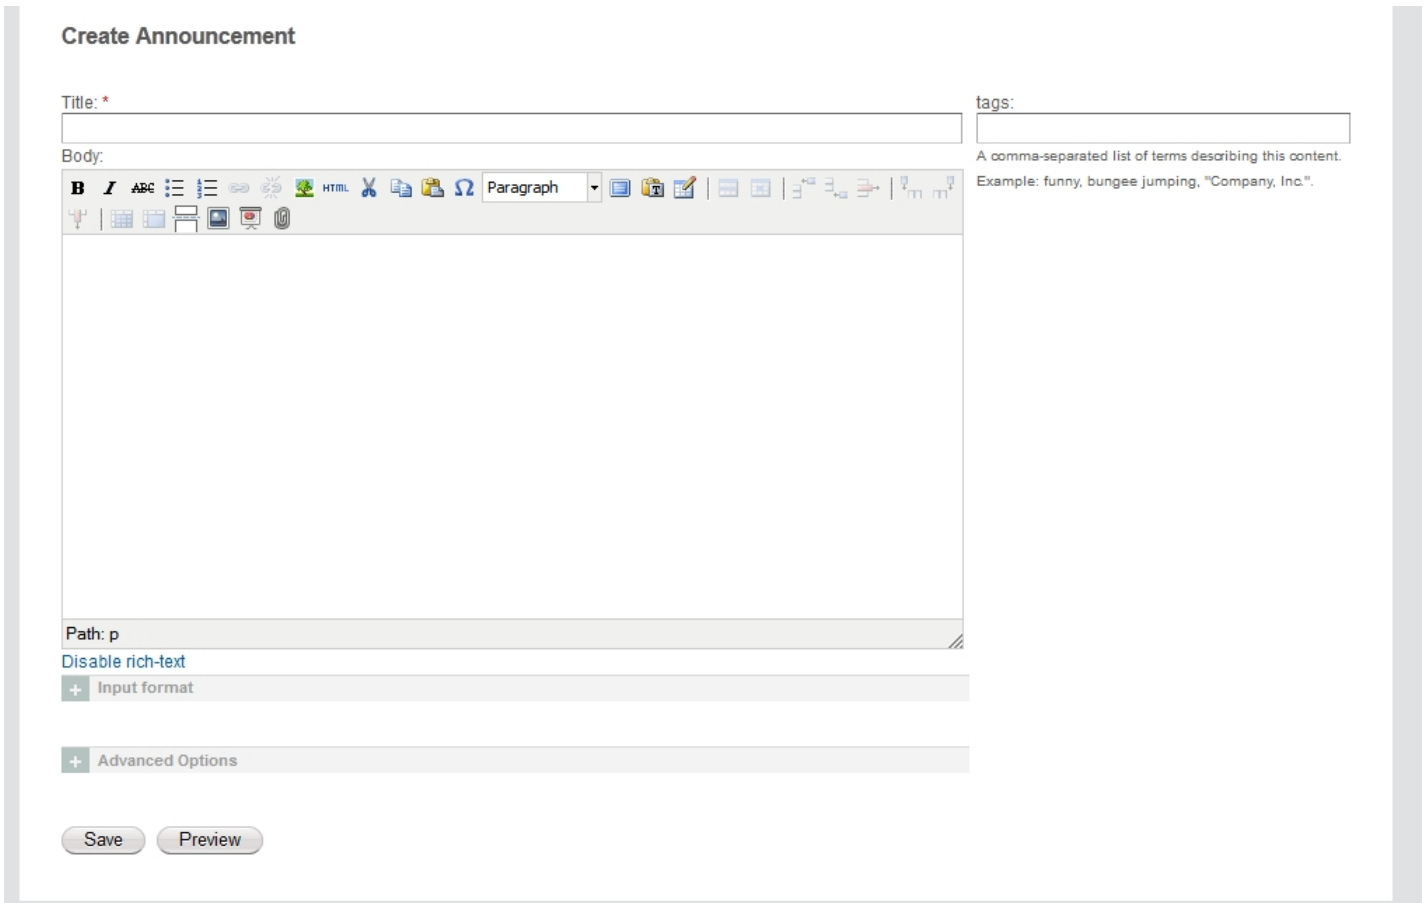 Create Announcement
Title: *
tags:
Body:
A comma-separated list of terms describing this content.
Example: funny, bungee jumping, "Company, Inc.".
B I ABC HTML Ω Paragraph
Path: p
Disable rich-text
+ Input format
+ Advanced Options
Save Preview